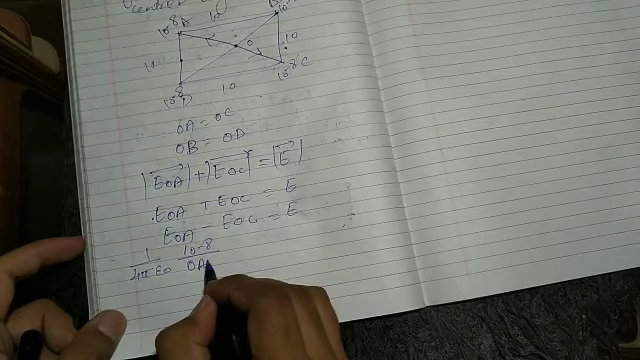 10⁻⁸A 10 B
10 O 10
10⁻⁸C
10⁻⁸D 10
OA = OC
OB = OD
|E⃗OA| + |E⃗OC| = |E⃗|
EOA + EOC = E
EOA - EOC = E
1/4πε0 10-8/OA